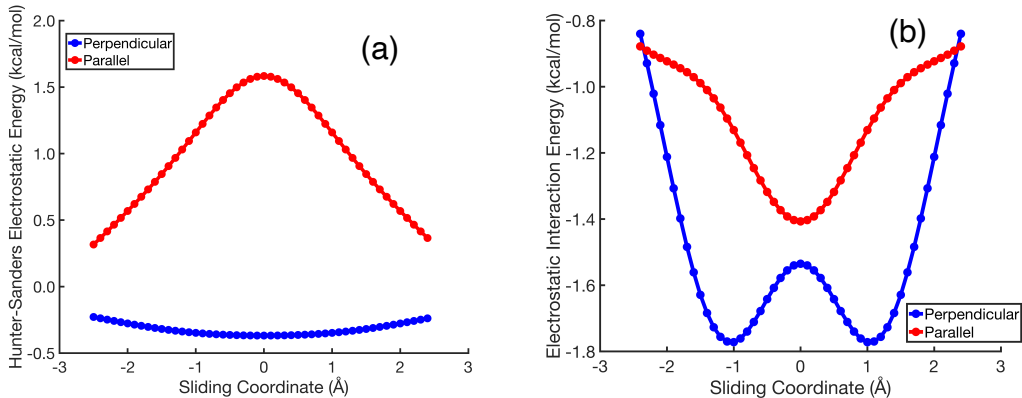 Hunter-Sanders Electrostatic Energy (kcal/mol)
2.0
1.5
1.0
0.5
0.0
-0.5
Perpendicular
Parallel
(a)
-3
-2
-1
0
1
2
3
Sliding Coordinate (Å)
Electrostatic Interaction Energy (kcal/mol)
-0.8
-1.0
-1.2
-1.4
-1.6
-1.8
(b)
Perpendicular
Parallel
-3
-2
-1
0
1
2
3
Sliding Coordinate (Å)